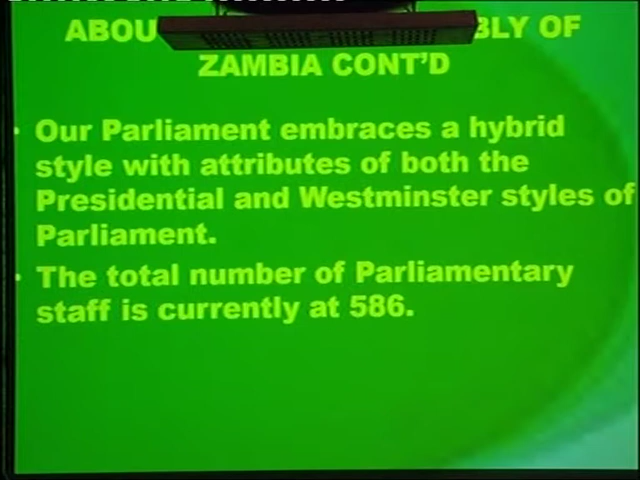 ABOU BLY OF
ZAMBIA CONT'D
• Our Parliament embraces a hybrid
style with attributes of both the
Presidential and Westminster styles of
Parliament.
• The total number of Parliamentary
staff is currently at 586.